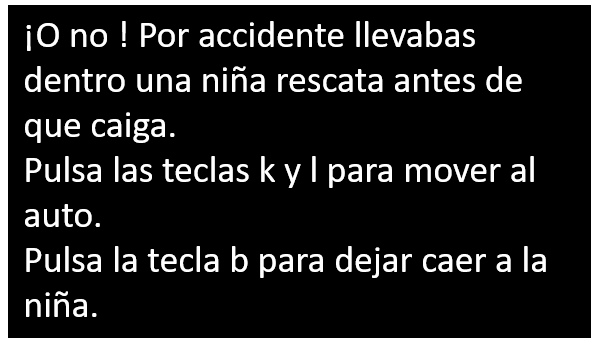 ¡O no ! Por accidente llevabas
dentro una niña rescata antes de
que caiga.
Pulsa las teclas k y l para mover al
auto.
Pulsa la tecla b para dejar caer a la
niña.